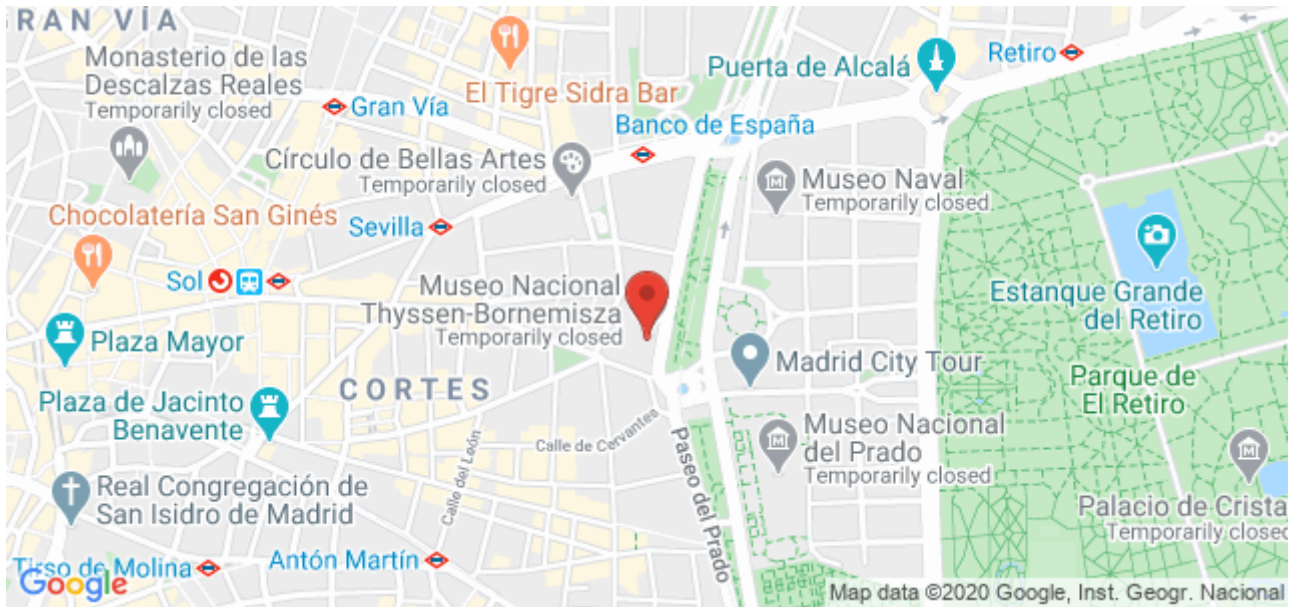 GRAN VÍA
Monasterio de las
Descalzas Reales
Temporarily closed
Gran Vía
El Tigre Sidra Bar
Puerta de Alcalá
Retiro
Banco de España
Círculo de Bellas Artes
Temporarily closed
Museo Naval
Temporarily closed
Chocolatería San Ginés
Sevilla
Sol
Museo Nacional
Thyssen-Bornemisza
Temporarily closed
Estanque Grande
del Retiro
Plaza Mayor
Madrid City Tour
CORTES
Parque de
El Retiro
Plaza de Jacinto
Benavente
Calle de Cervantes
Calle del León
Paseo del Prado
Museo Nacional
del Prado
Temporarily closed
Real Congregación de
San Isidro de Madrid
Palacio de Crista
Temporarily closed
Tirso de Molina
Antón Martín
Google
Map data ©2020 Google, Inst. Geogr. Nacional